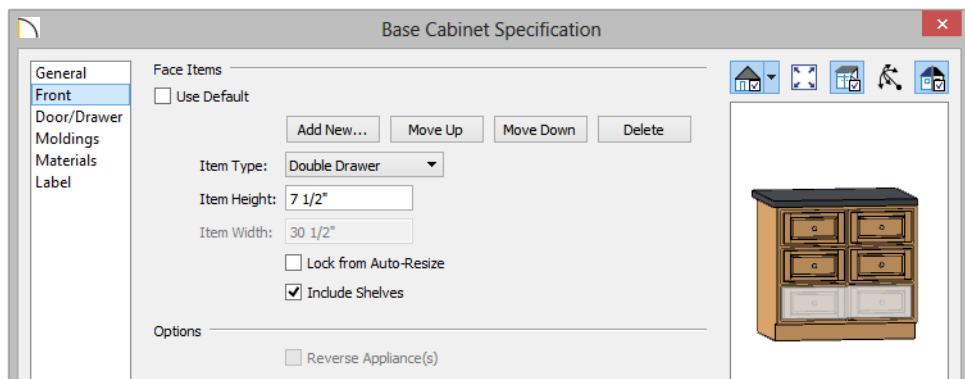 Base Cabinet Specification
General
Front
Door/Drawer
Moldings
Materials
Label
Face Items
Use Default
Add New... Move Up Move Down Delete
Item Type: Double Drawer
Item Height: 7 1/2"
Item Width: 30 1/2"
Lock from Auto-Resize
Include Shelves
Options
Reverse Appliance(s)